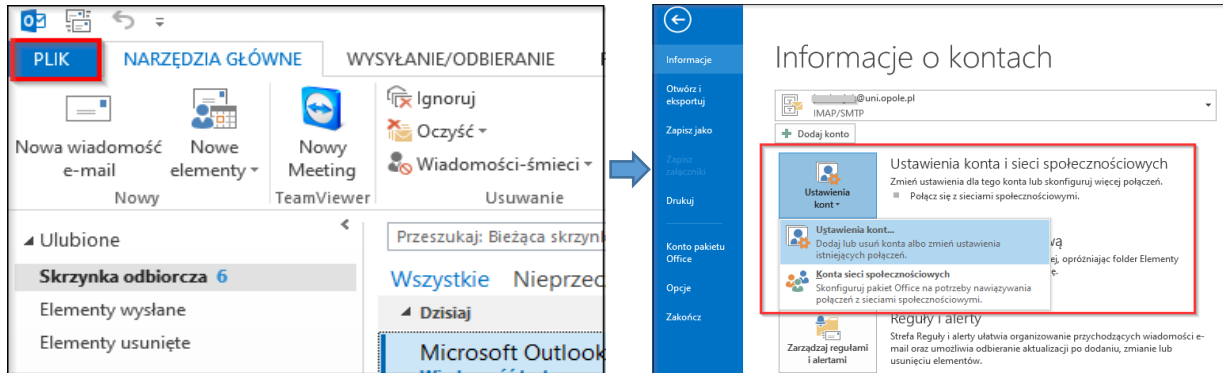 PLIK NARZĘDZIA GŁÓWNE WYSYŁANIE/ODBIERANIE
Nowa wiadomość
e-mail
Nowe
elementy
Nowy
Meeting
Ignoruj
Oczyść
Wiadomości-śmieci
Nowy
TeamViewer
Usuwanie
Ulubione
Skrzynka odbiorcza 6
Elementy wysłane
Elementy usunięte
Przeszukaj: Bieżąca skrzynk
Wszystkie Nieprzec
Dzisiaj
Microsoft Outlook
Informacje
Otwórz i
eksportuj
Zapisz jako
Zapisz
załączniki
Drukuj
Konto pakietu
Office
Opcje
Zakończ
Informacje o kontach
@uni.opole.pl
IMAP/SMTP
Dodaj konto
Ustawienia
kont
Ustawienia konta i sieci społecznościowych
Zmień ustawienia dla tego konta lub skonfiguruj więcej połączeń.
Połącz się z sieciami społecznościowymi.
Ustawienia kont...
Dodaj lub usuń konta albo zmień ustawienia
istniejących połączeń.
Konta sieci społecznościowych
Skonfiguruj pakiet Office na potrzeby nawiązywania
połączeń z sieciami społecznościowymi.
wą
ej, opróżniając folder Elementy
ę.
Zarządzaj regułami
i alertami
Reguły i alerty
Strefa Reguły i alerty ułatwia organizowanie przychodzących wiadomości e-
mail oraz umożliwia odbieranie aktualizacji po dodaniu, zmianie lub
usunięciu elementów.